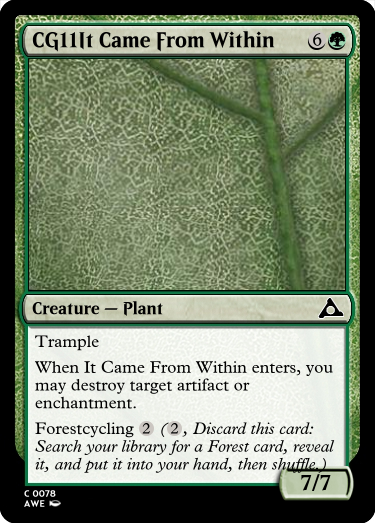 CG11It Came From Within 6
Creature — Plant
Trample
When It Came From Within enters, you
may destroy target artifact or
enchantment.
Forestcycling 2 (2, Discard this card:
Search your library for a Forest card, reveal
it, and put it into your hand, then shuffle.)
7/7
C 0078
AWE